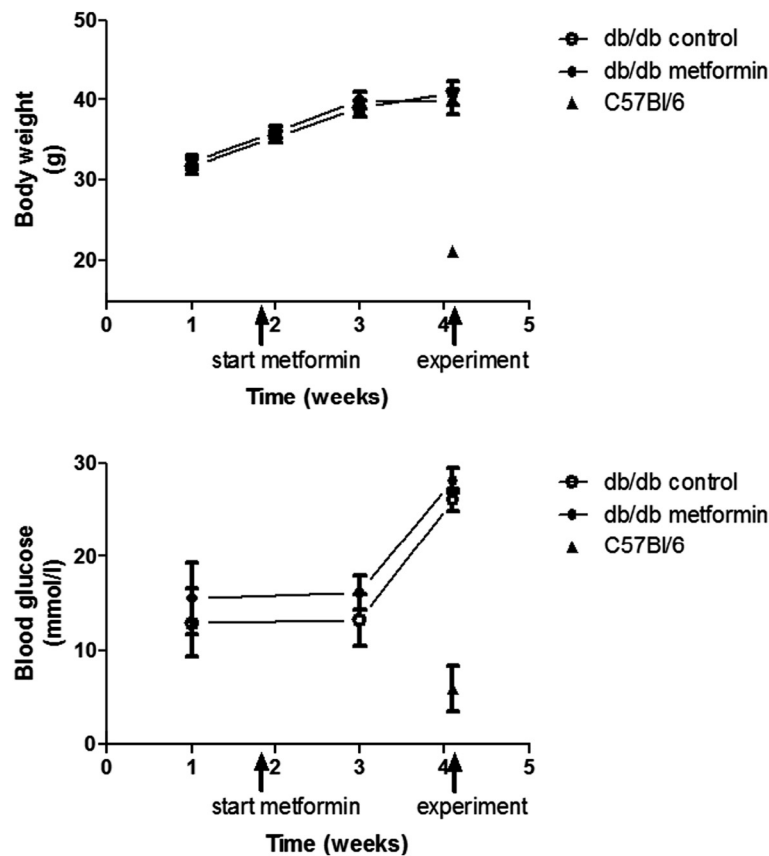 50
40
30
20
Body weight
(g)
0 1 2 3 4 5
start metformin experiment
Time (weeks)
db/db control
db/db metformin
C57Bl/6
30
20
10
0
Blood glucose
(mmol/l)
0 1 2 3 4 5
start metformin experiment
Time (weeks)
db/db control
db/db metformin
C57Bl/6